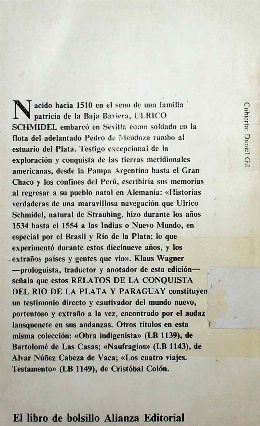 Nacido hacia 1510 en el seno de una familia
patricia de la Baja Baviera, ULRICO
SCHMIDEL embarcó en Sevilla como soldado en la
flota del adelantado Pedro de Mendoza rumbo al
estuario del Plata. Testigo excepcional de la
exploración y conquista de las tierras meridionales
americanas, desde la Pampa Argentina hasta el Gran
Chaco y los confines del Perú, escribiría sus memorias
al regresar a su pueblo natal en Alemania: «Historias
verdaderas de una maravillosa navegación que Ulrico
Schmidel, natural de Straubing, hizo durante los años
1534 hasta el 1554 a las Indias o Nuevo Mundo, en
especial por el Brasil y Río de la Plata; lo que
experimentó durante estos diecinueve años, y los
extraños países y gentes que vio». Klaus Wagner
—prologuista, traductor y anotador de esta edición—
señala que estos RELATOS DE LA CONQUISTA
DEL RIO DE LA PLATA Y PARAGUAY constituyen
un testimonio directo y cautivador del mundo nuevo,
portentoso y extraño a la vez, encontrado por el audaz
lansquenete en sus andanzas. Otros títulos en esta
misma colección: «Obra indigenista» (LB 1139), de
Bartolomé de Las Casas; «Naufragios» (LB 1143), de
Alvar Núñez Cabeza de Vaca; «Los cuatro viajes.
Testamento» (LB 1149), de Cristóbal Colón.
El libro de bolsillo Alianza Editorial
Cubierta: Daniel Gil